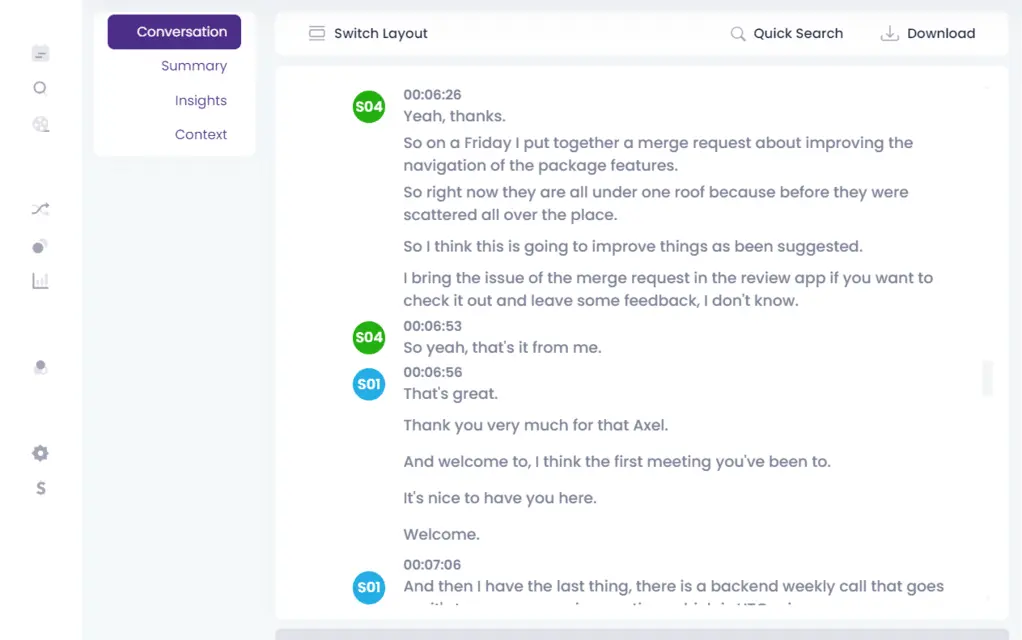 Conversation
Summary
Insights
Context
Switch Layout
Quick Search
Download
S04
00:06:26
Yeah, thanks.
So on a Friday I put together a merge request about improving the
navigation of the package features.
So right now they are all under one roof because before they were
scattered all over the place.
So I think this is going to improve things as been suggested.
I bring the issue of the merge request in the review app if you want to
check it out and leave some feedback, I don't know.
S04
00:06:53
So yeah, that's it from me.
S01
00:06:56
That's great.
Thank you very much for that Axel.
And welcome to, I think the first meeting you've been to.
It's nice to have you here.
Welcome.
S01
00:07:06
And then I have the last thing, there is a backend weekly call that goes
$